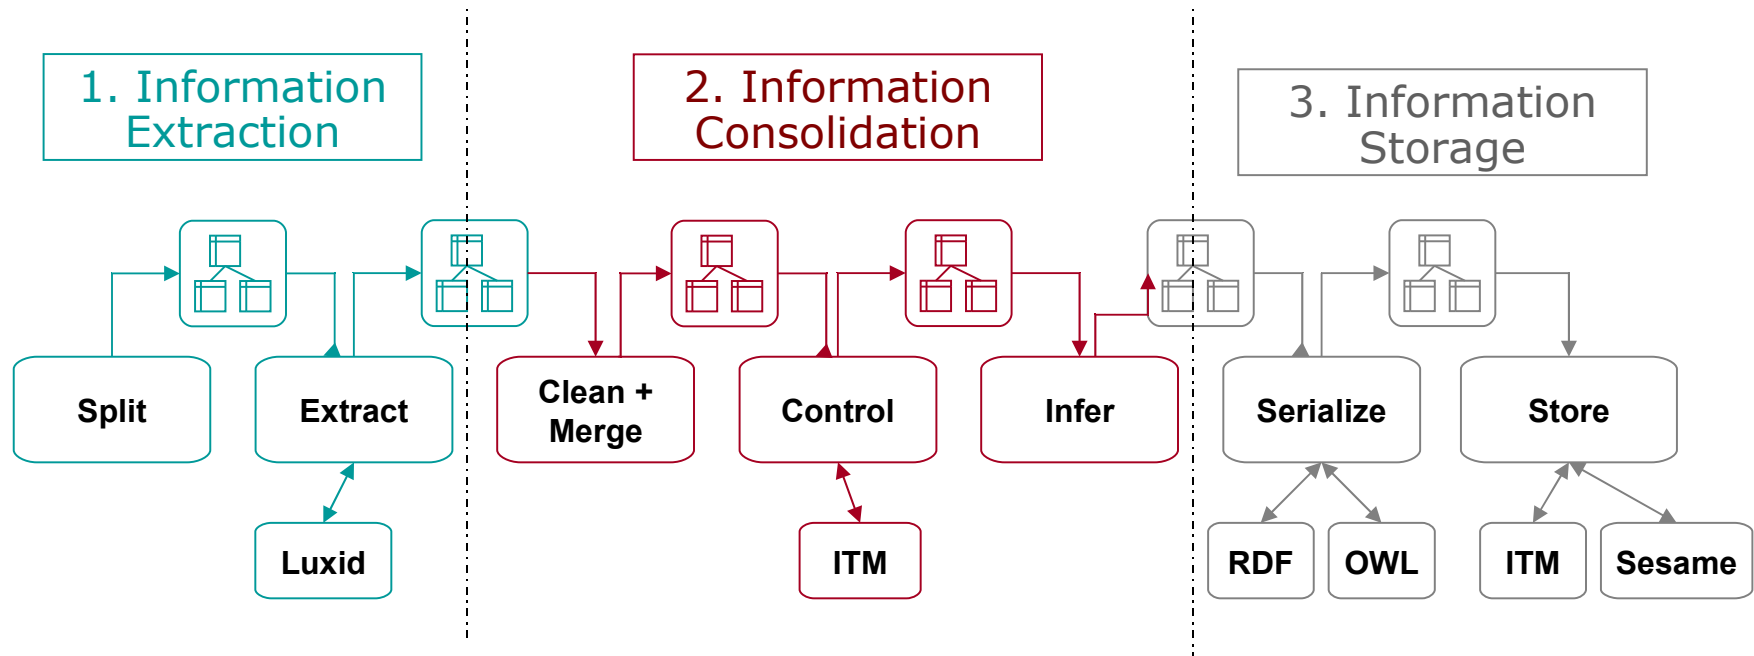 1. Information
Extraction
2. Information
Consolidation
3. Information
Storage
Split
Extract
Clean +
Merge
Control
Infer
Serialize
Store
Luxid
ITM
RDF
OWL
ITM
Sesame